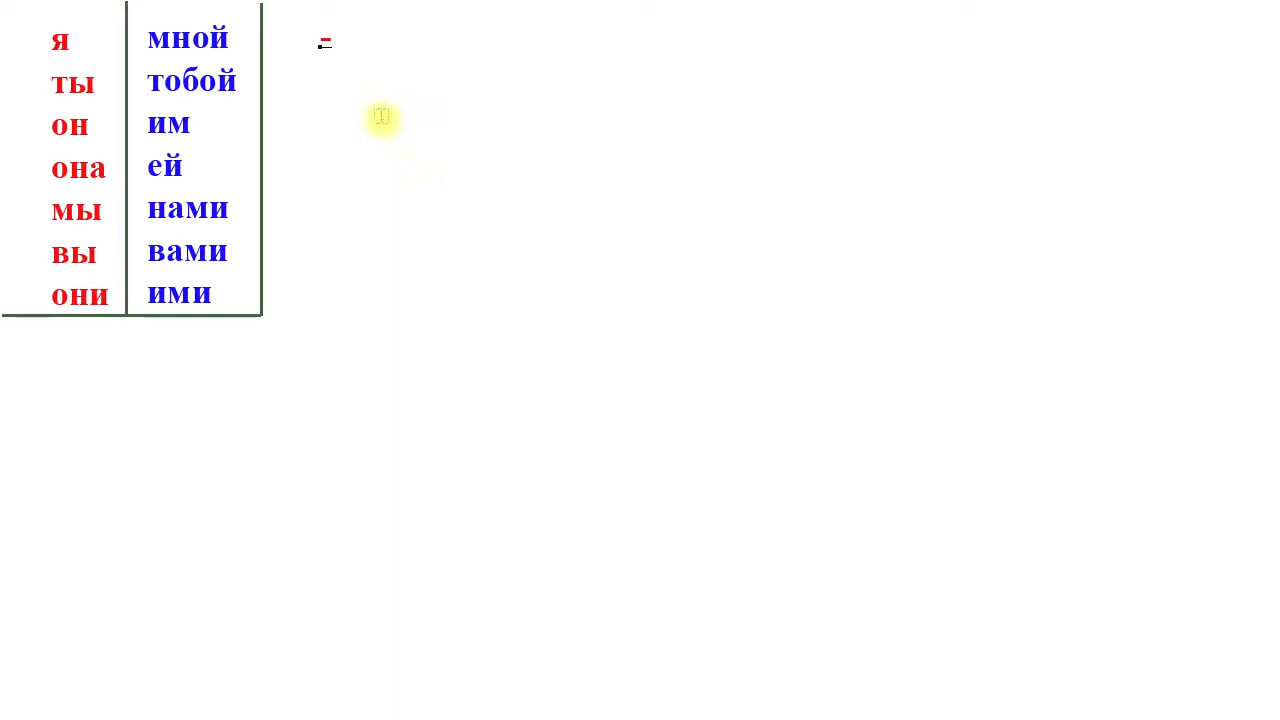 я мной -
ты тобой
он им
она ей
мы нами
вы вами
они ими